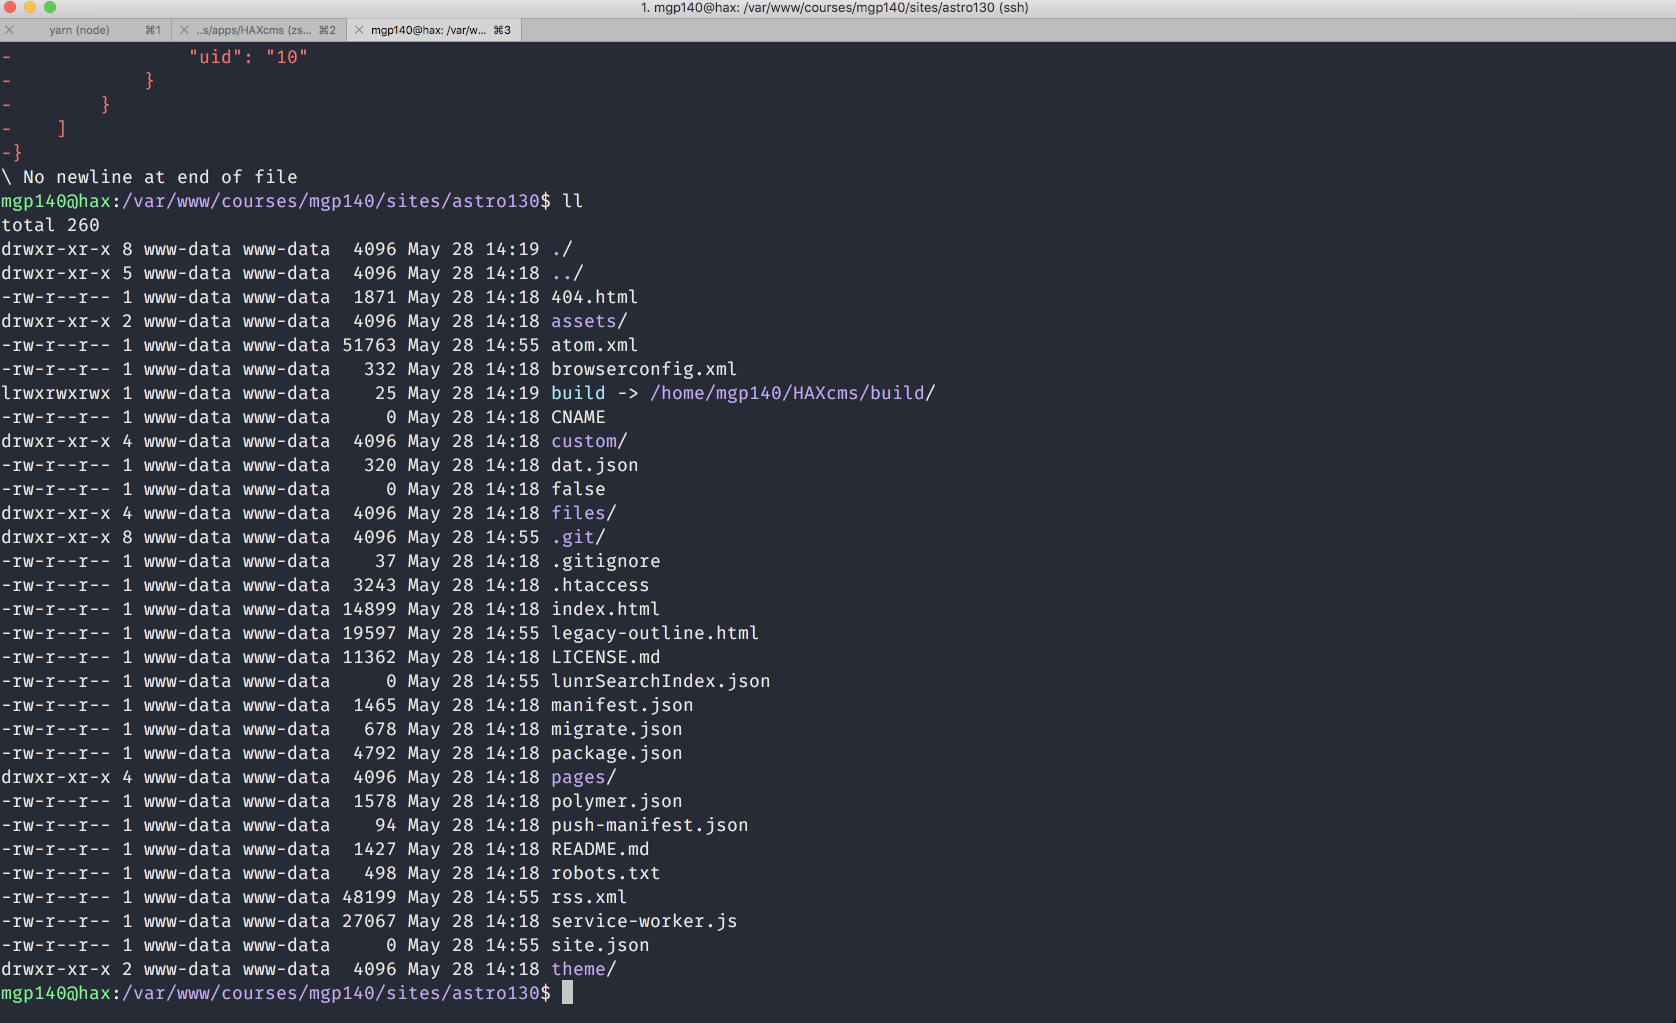 1. mgp140@hax: /var/www/courses/mgp140/sites/astro130 (ssh)
yarn (node) ⌘1 ..s/apps/HAXcms (zs... ⌘2 mgp140@hax: /var/w... ⌘3
-                "uid": "10"
-            }
-        }
-    ]
-}
\ No newline at end of file
mgp140@hax:/var/www/courses/mgp140/sites/astro130$ ll
total 260
drwxr-xr-x 8 www-data www-data  4096 May 28 14:19 ./
drwxr-xr-x 5 www-data www-data  4096 May 28 14:18 ../
-rw-r--r-- 1 www-data www-data  1871 May 28 14:18 404.html
drwxr-xr-x 2 www-data www-data  4096 May 28 14:18 assets/
-rw-r--r-- 1 www-data www-data 51763 May 28 14:55 atom.xml
-rw-r--r-- 1 www-data www-data   332 May 28 14:18 browserconfig.xml
lrwxrwxrwx 1 www-data www-data    25 May 28 14:19 build -> /home/mgp140/HAXcms/build/
-rw-r--r-- 1 www-data www-data     0 May 28 14:18 CNAME
drwxr-xr-x 4 www-data www-data  4096 May 28 14:18 custom/
-rw-r--r-- 1 www-data www-data   320 May 28 14:18 dat.json
-rw-r--r-- 1 www-data www-data     0 May 28 14:18 false
drwxr-xr-x 4 www-data www-data  4096 May 28 14:18 files/
drwxr-xr-x 8 www-data www-data  4096 May 28 14:55 .git/
-rw-r--r-- 1 www-data www-data    37 May 28 14:18 .gitignore
-rw-r--r-- 1 www-data www-data  3243 May 28 14:18 .htaccess
-rw-r--r-- 1 www-data www-data 14899 May 28 14:18 index.html
-rw-r--r-- 1 www-data www-data 19597 May 28 14:55 legacy-outline.html
-rw-r--r-- 1 www-data www-data 11362 May 28 14:18 LICENSE.md
-rw-r--r-- 1 www-data www-data     0 May 28 14:55 lunrSearchIndex.json
-rw-r--r-- 1 www-data www-data  1465 May 28 14:18 manifest.json
-rw-r--r-- 1 www-data www-data   678 May 28 14:18 migrate.json
-rw-r--r-- 1 www-data www-data  4792 May 28 14:18 package.json
drwxr-xr-x 4 www-data www-data  4096 May 28 14:18 pages/
-rw-r--r-- 1 www-data www-data  1578 May 28 14:18 polymer.json
-rw-r--r-- 1 www-data www-data    94 May 28 14:18 push-manifest.json
-rw-r--r-- 1 www-data www-data  1427 May 28 14:18 README.md
-rw-r--r-- 1 www-data www-data   498 May 28 14:18 robots.txt
-rw-r--r-- 1 www-data www-data 48199 May 28 14:55 rss.xml
-rw-r--r-- 1 www-data www-data 27067 May 28 14:18 service-worker.js
-rw-r--r-- 1 www-data www-data     0 May 28 14:55 site.json
drwxr-xr-x 2 www-data www-data  4096 May 28 14:18 theme/
mgp140@hax:/var/www/courses/mgp140/sites/astro130$